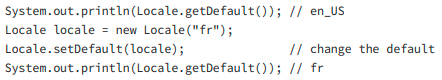 System.out.println(Locale.getDefault()); // en_US
Locale locale = new Locale("fr");
Locale.setDefault(locale);               // change the default
System.out.println(Locale.getDefault()); // fr